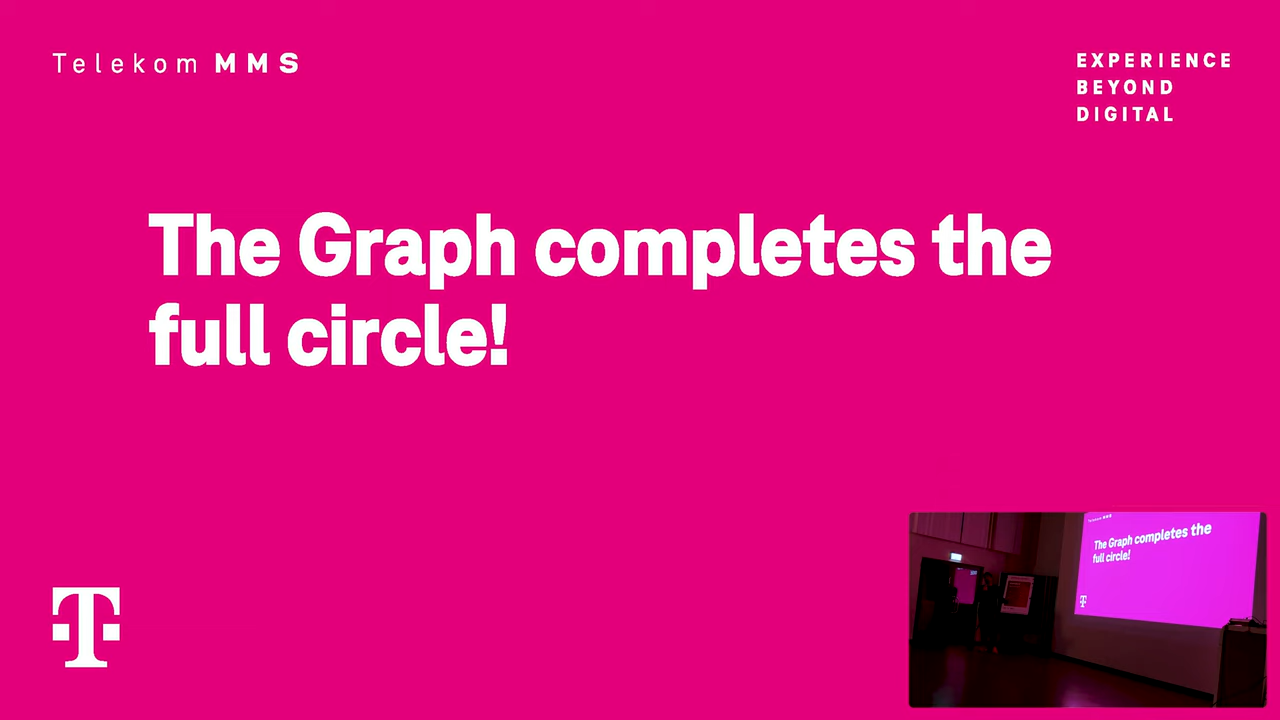 Telekom MMS
EXPERIENCE
BEYOND
DIGITAL
The Graph completes the
full circle!
T
The Graph completes the
full circle!